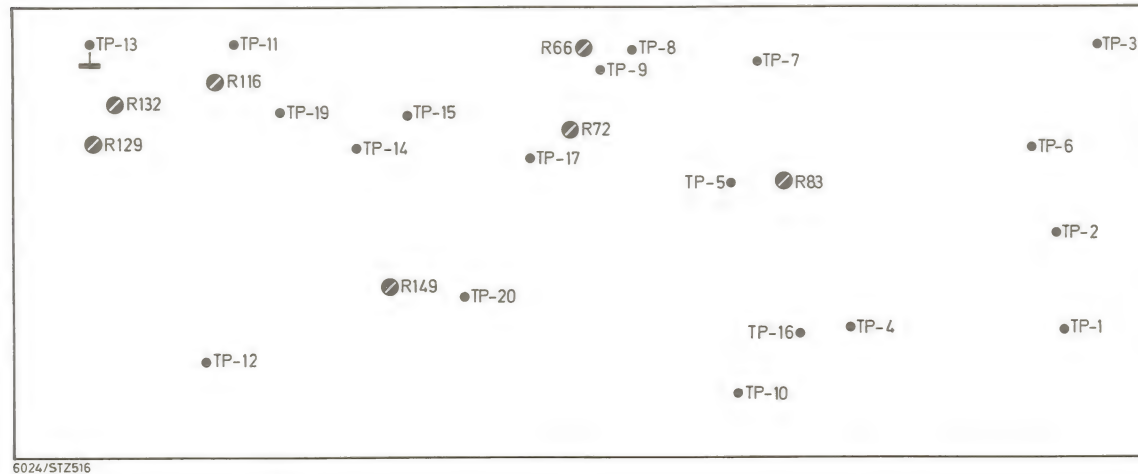 TP-13
TP-11
R66
TP-8
TP-7
TP-3
TP-9
R116
R132
TP-19
TP-15
R72
R129
TP-14
TP-17
TP-6
TP-5
R83
TP-2
R149
TP-20
TP-16
TP-4
TP-1
TP-12
TP-10
6024/STZ516